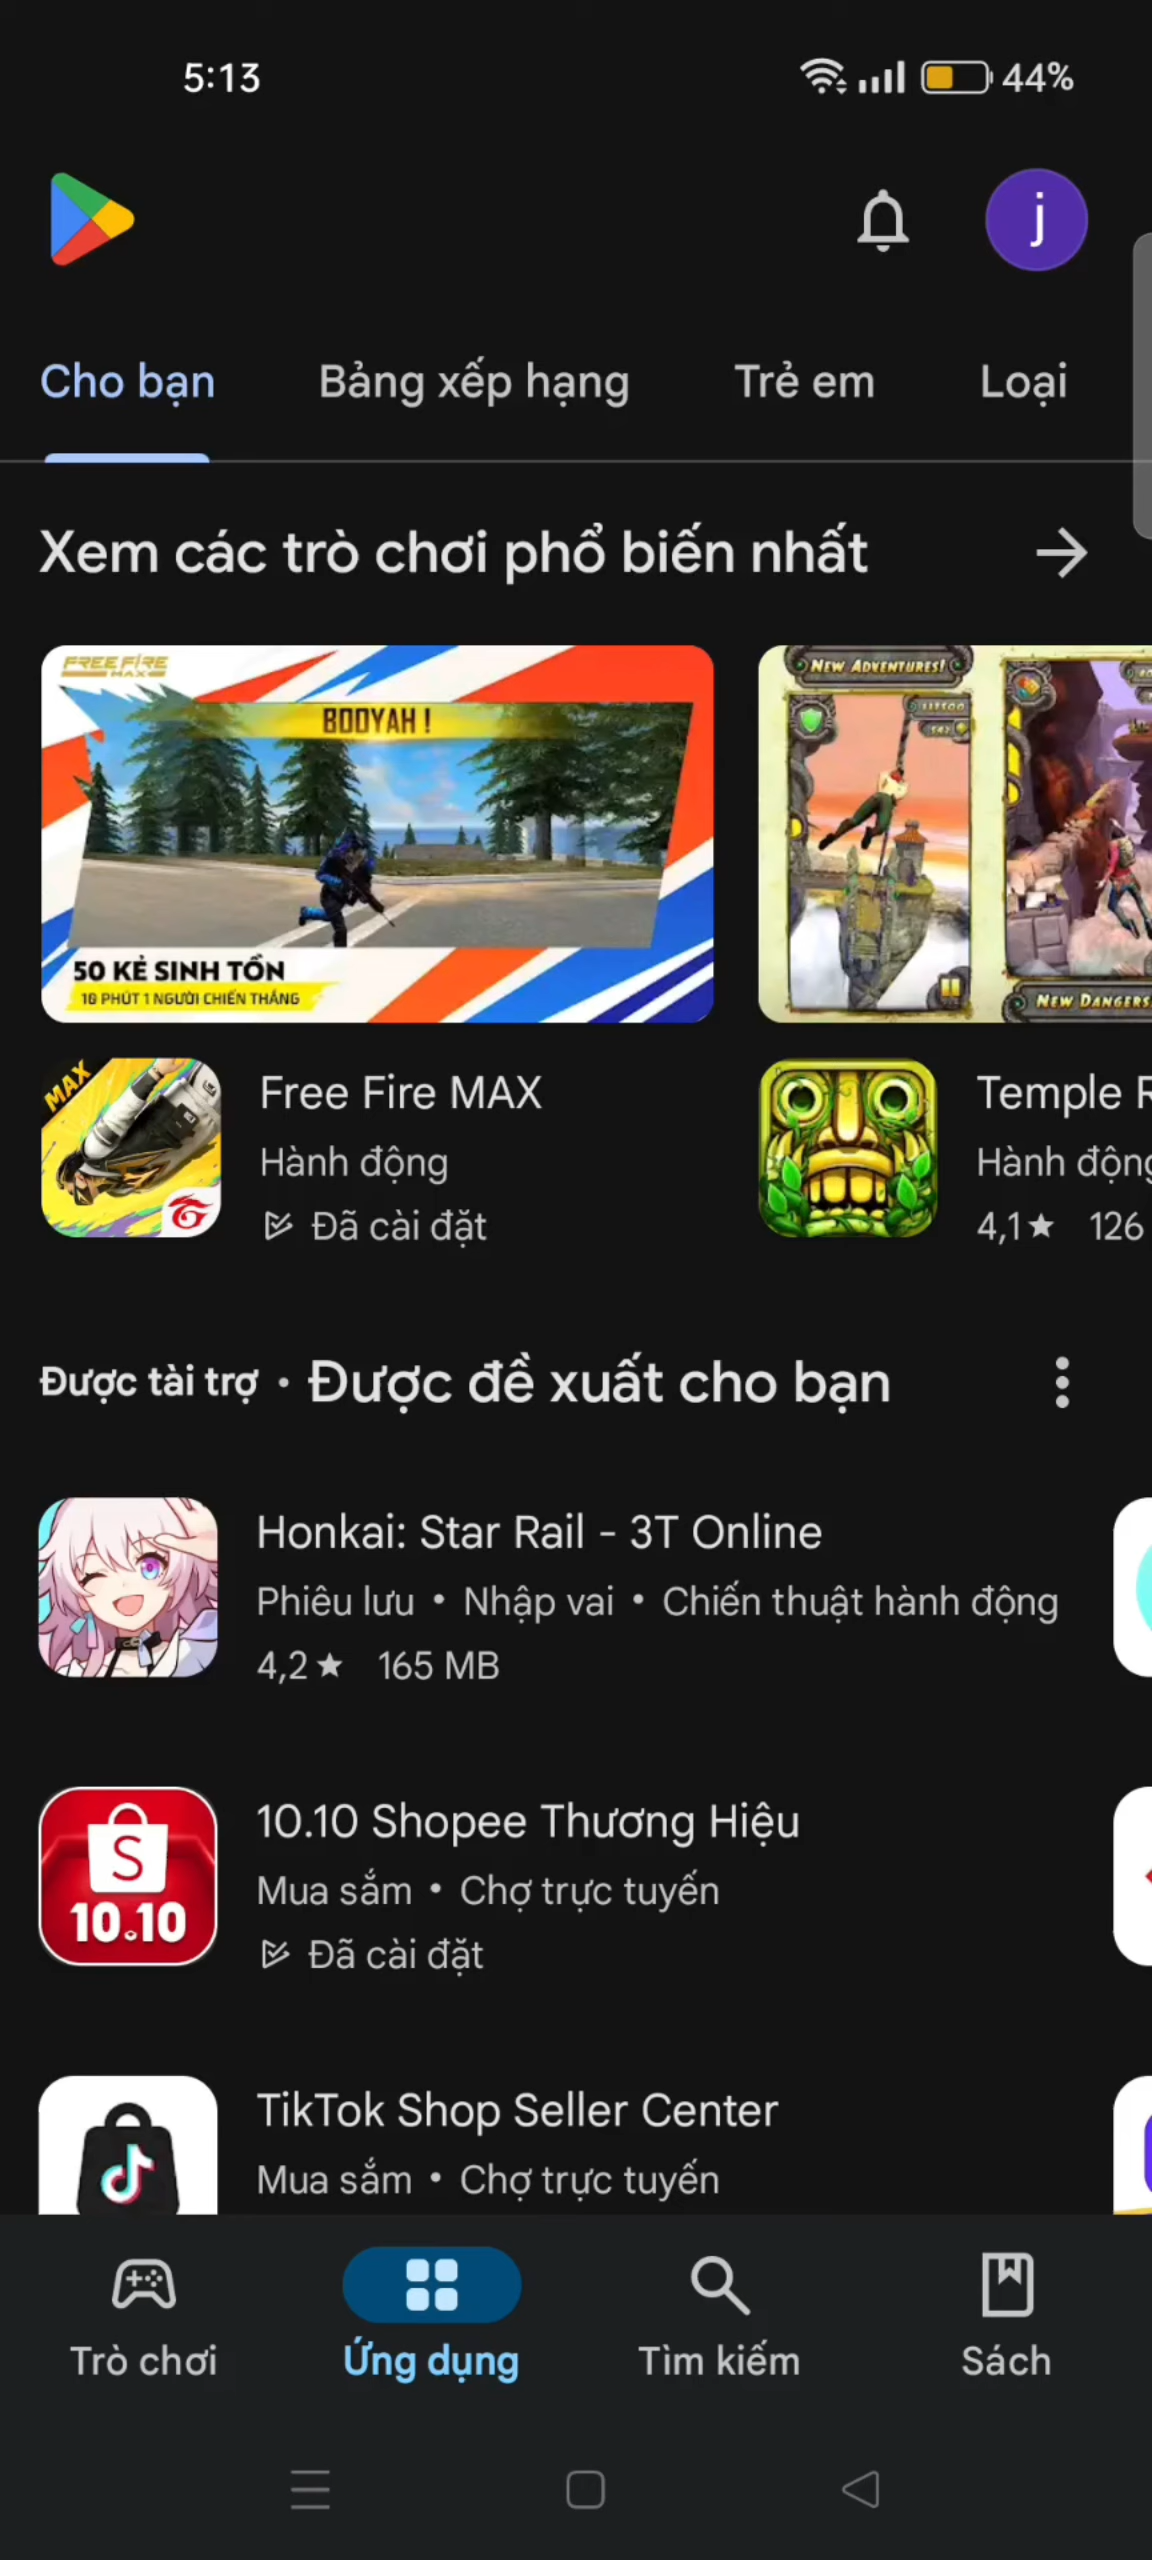 5:13
44%
j
Cho bạn
Bảng xếp hạng
Trẻ em
Loại
Xem các trò chơi phổ biến nhất
FREE FIRE
MAX
BOOYAH !
50 KẺ SINH TỒN
10 PHÚT 1 NGƯỜI CHIẾN THẮNG
NEW ADVENTURES!
NEW DANGERS
MAX
Free Fire MAX
Hành động
Đã cài đặt
Temple
Hành động
4,1★ 126
Được tài trợ • Được đề xuất cho bạn
Honkai: Star Rail - 3T Online
Phiêu lưu • Nhập vai • Chiến thuật hành động
4,2★ 165 MB
S
10.10
10.10 Shopee Thương Hiệu
Mua sắm • Chợ trực tuyến
Đã cài đặt
TikTok Shop Seller Center
Mua sắm • Chợ trực tuyến
Trò chơi
Ứng dụng
Tìm kiếm
Sách